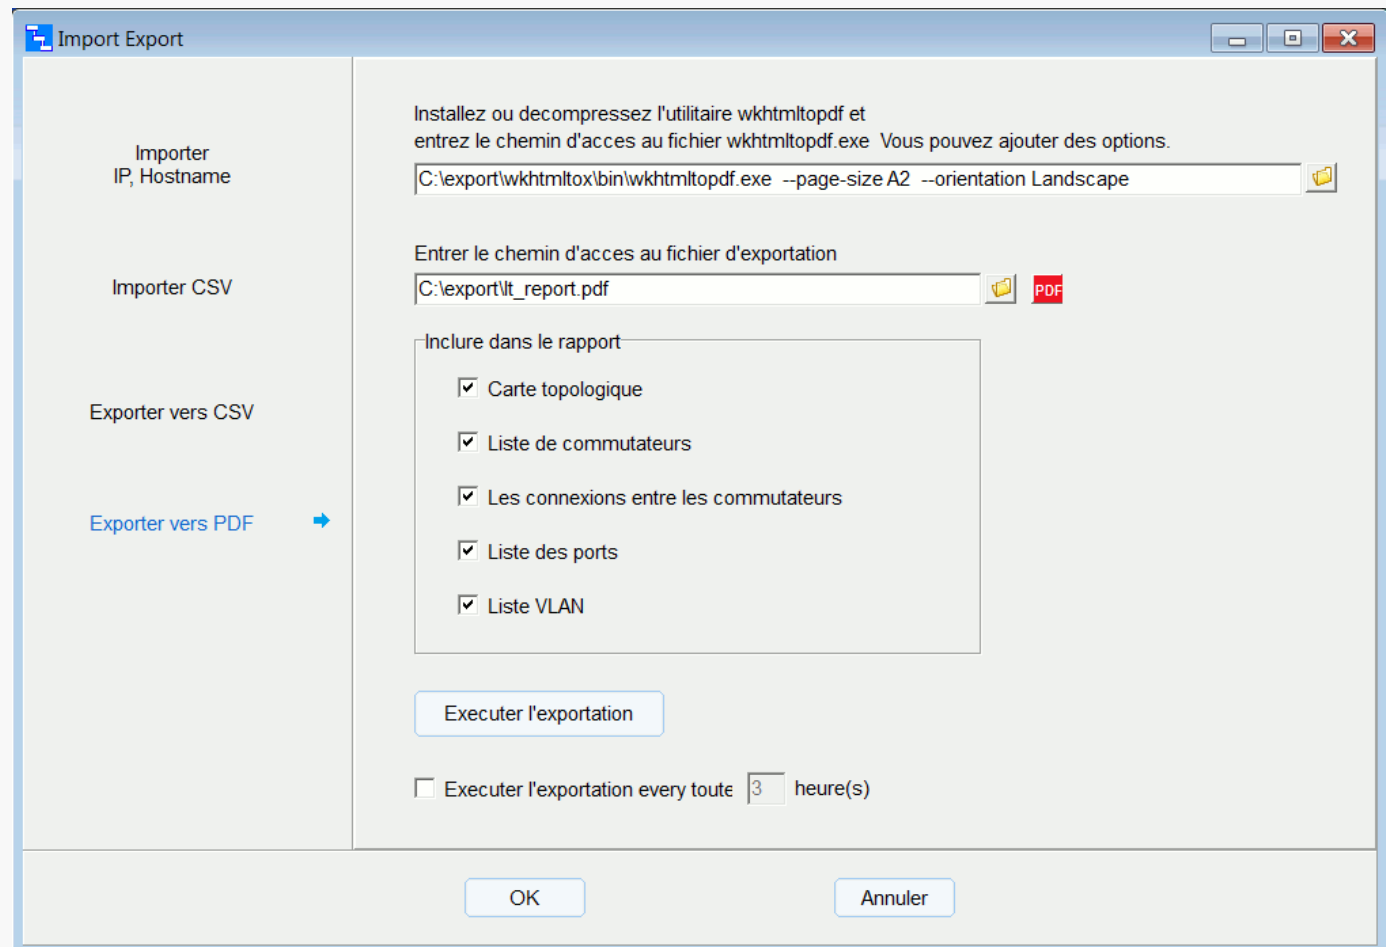 Import Export
Importer
IP, Hostname
Importer CSV
Exporter vers CSV
Exporter vers PDF
Installez ou decompressez l'utilitaire wkhtmltopdf et
entrez le chemin d'acces au fichier wkhtmltopdf.exe  Vous pouvez ajouter des options.
C:\export\wkhtmltox\bin\wkhtmltopdf.exe  --page-size A2  --orientation Landscape
Entrer le chemin d'acces au fichier d'exportation
C:\export\lt_report.pdf
PDF
Inclure dans le rapport
Carte topologique
Liste de commutateurs
Les connexions entre les commutateurs
Liste des ports
Liste VLAN
Executer l'exportation
Executer l'exportation every toute 3 heure(s)
OK
Annuler